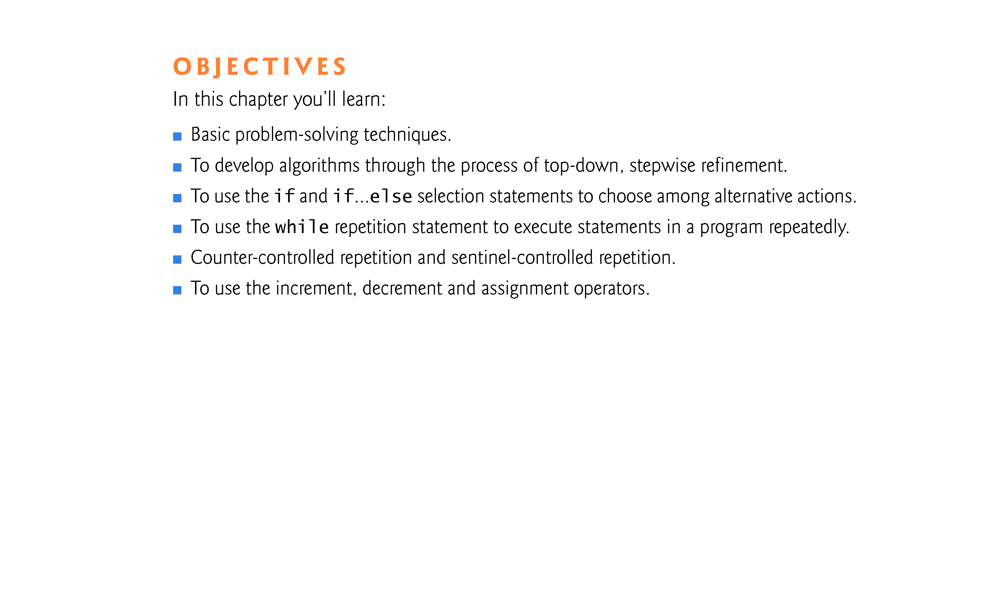 OBJECTIVES
In this chapter you’ll learn:
■ Basic problem-solving techniques.
■ To develop algorithms through the process of top-down, stepwise refinement.
■ To use the if and if...else selection statements to choose among alternative actions.
■ To use the while repetition statement to execute statements in a program repeatedly.
■ Counter-controlled repetition and sentinel-controlled repetition.
■ To use the increment, decrement and assignment operators.